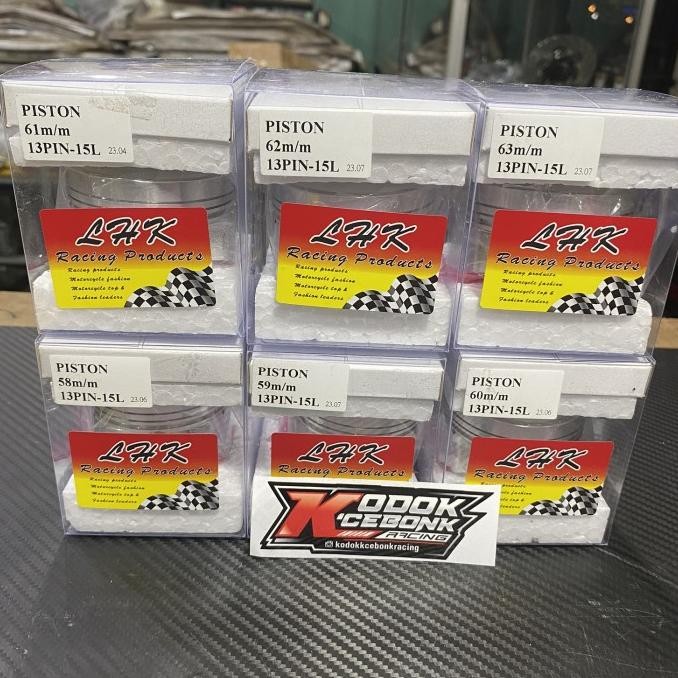 PISTON
61m/m
13PIN-15L 23.04
LHK
Racing Products
Racing products
Motorcycle fashion
Motorcycle top &
Fashion leaders
PISTON
62m/m
13PIN-15L 23.07
LHK
Racing Products
Racing products
Motorcycle fashion
Motorcycle top &
Fashion leaders
PISTON
63m/m
13PIN-15L 23.07
LHK
Racing Products
Racing products
Motorcycle fashion
Motorcycle top &
Fashion leaders
PISTON
58m/m
13PIN-15L 23.06
LHK
Racing Products
Racing products
Motorcycle fashion
Motorcycle top &
Fashion leaders
PISTON
59m/m
13PIN-15L 23.07
LHK
Racing Products
PISTON
60m/m
13PIN-15L 23.06
LHK
Racing Products
Racing products
Motorcycle fashion
Motorcycle top &
Fashion leaders
KODOK
K'CEBONK
RACING
kodokkcebonkracing